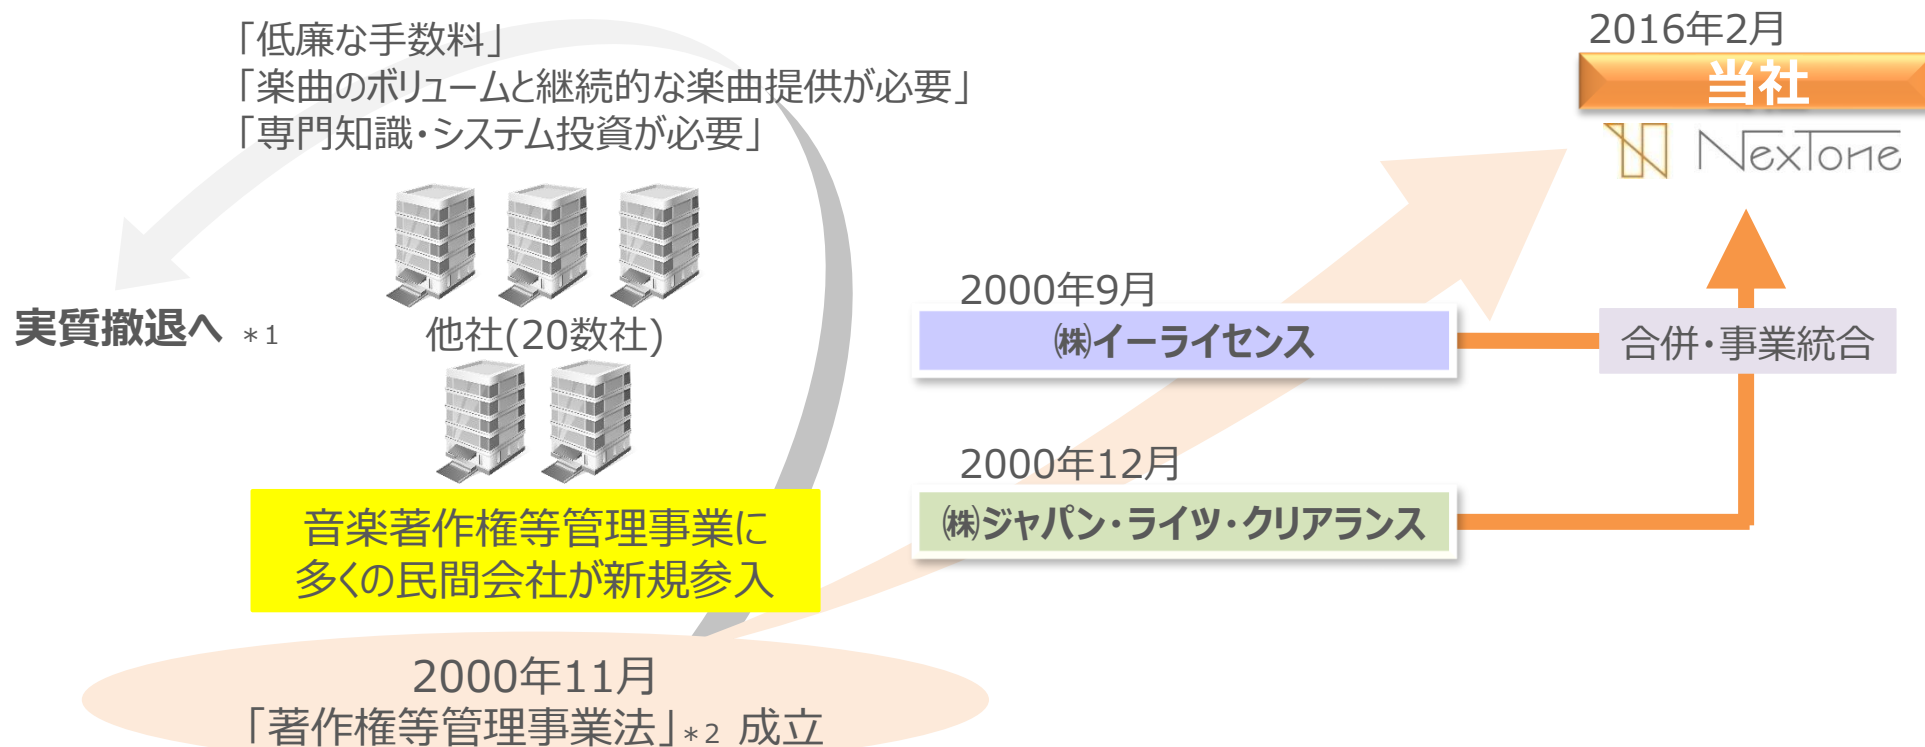 「低廉な手数料」
「楽曲のボリュームと継続的な楽曲提供が必要」
「専門知識・システム投資が必要」
実質撤退へ ＊1
他社(20数社)
音楽著作権等管理事業に
多くの民間会社が新規参入
2000年11月
「著作権等管理事業法」＊2 成立
2000年9月
㈱イーライセンス
2000年12月
㈱ジャパン・ライツ・クリアランス
合併・事業統合
2016年2月
当社
NexTone